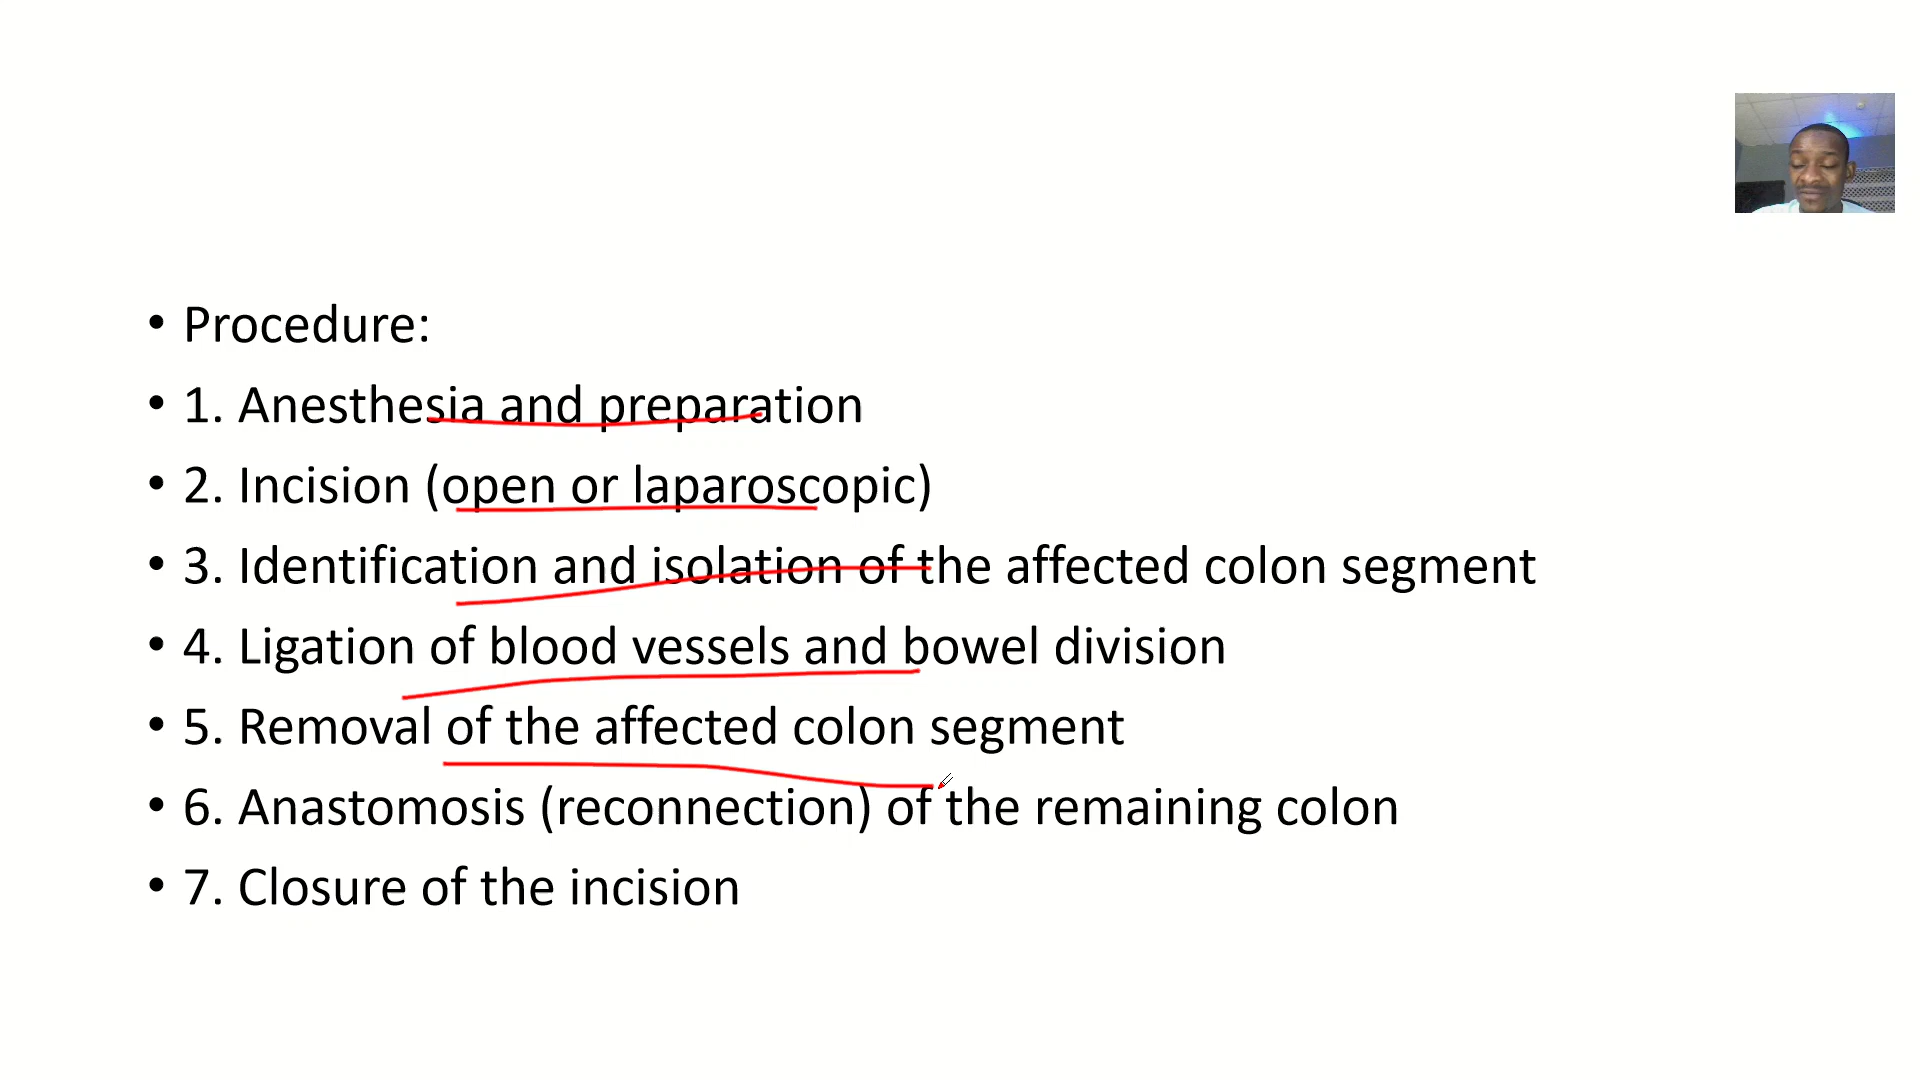 • Procedure:
• 1. Anesthesia and preparation
• 2. Incision (open or laparoscopic)
• 3. Identification and isolation of the affected colon segment
• 4. Ligation of blood vessels and bowel division
• 5. Removal of the affected colon segment
• 6. Anastomosis (reconnection) of the remaining colon
• 7. Closure of the incision